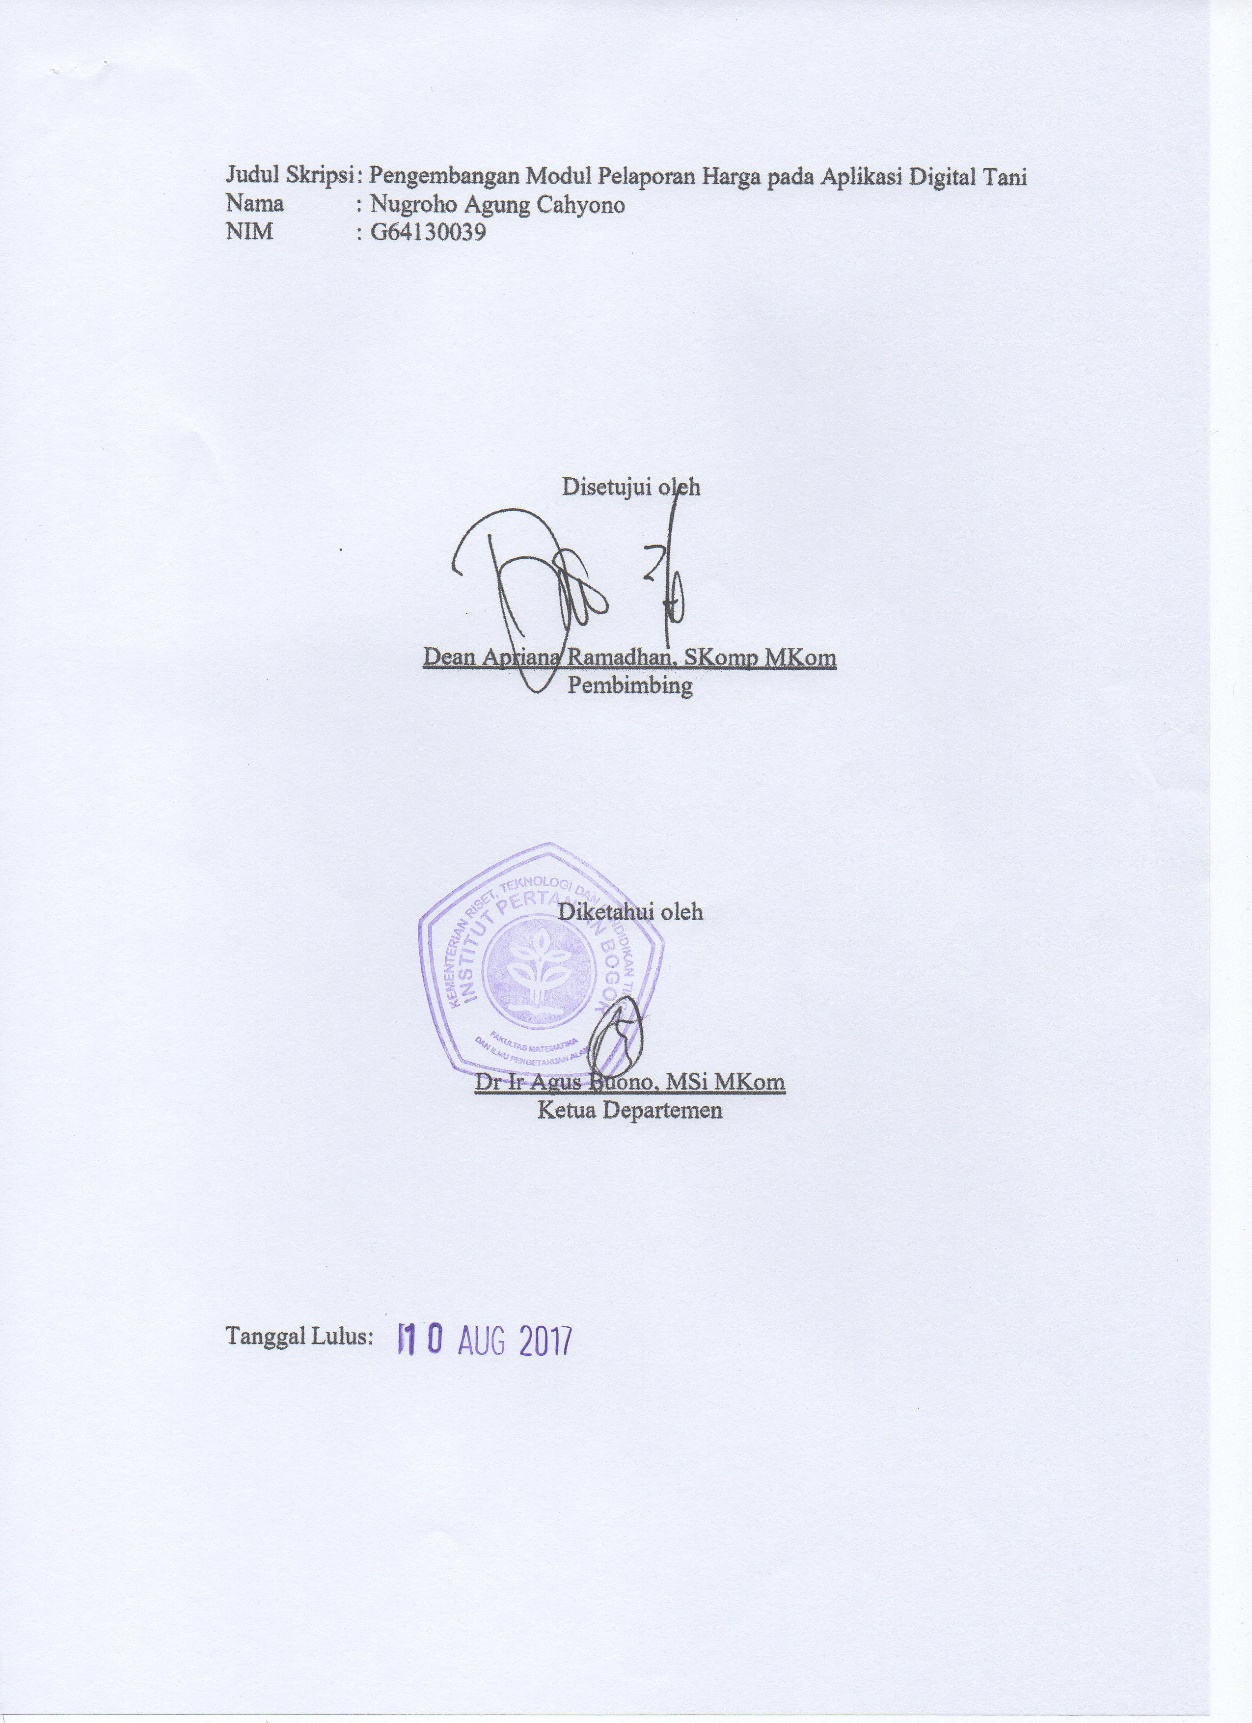 Judul Skripsi : Pengembangan Modul Pelaporan Harga pada Aplikasi Digital Tani
Nama : Nugroho Agung Cahyono
NIM : G64130039
Disetujui oleh
Dean Apriana Ramadhan, SKomp MKom
Pembimbing
KEMENTERIAN RISET, TEKNOLOGI DAN PENDIDIKAN
INSTITUT PERTANIAN BOGOR
Diketahui oleh
FAKULTAS MATEMATIKA
DAN ILMU PENGETAHUAN ALAM
Dr Ir Agus Buono, MSi MKom
Ketua Departemen
Tanggal Lulus: 10 AUG 2017